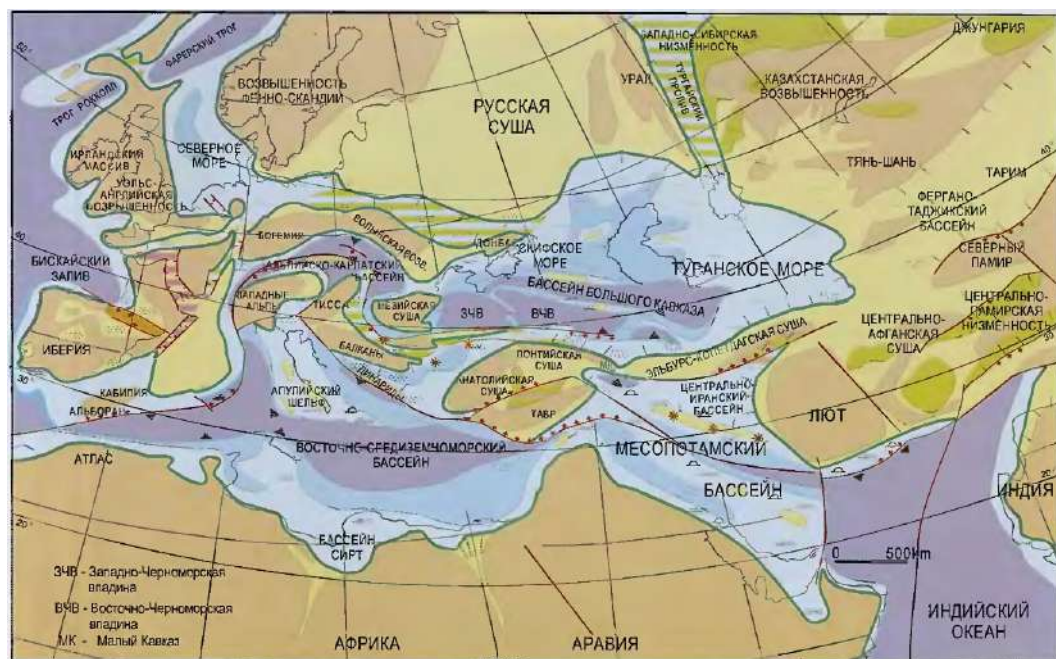 ФАРЕРСКИЙ ТРОГ
ТРОГ РОККОЛЛ
ВОЗВЫШЕННОСТЬ
ФЕННО-СКАНДИИ
РУССКАЯ
СУША
УРАЛ
ЗАПАДНО-СИБИРСКАЯ
НИЗМЕННОСТЬ
ТУРГАЙСКИЙ
ПРОЛИВ
КАЗАХСТАНСКАЯ
ВОЗВЫШЕННОСТЬ
ДЖУНГАРИЯ
ТЯНЬ-ШАНЬ
ТАРИМ
ФЕРГАНО-
ТАДЖИКСКИЙ
БАССЕЙН
СЕВЕРНЫЙ
ПАМИР
ЦЕНТРАЛЬНО-
ПАМИРСКАЯ
НИЗМЕННОСТЬ
ЦЕНТРАЛЬНО-
АФГАНСКАЯ
СУША
ИРЛАНДСКИЙ
МАССИВ
УЭЛЬС-
АНГЛИЙСКАЯ
ВОЗВЫШЕННОСТЬ
СЕВЕРНОЕ
МОРЕ
БИСКАЙСКИЙ
ЗАЛИВ
ИБЕРИЯ
БОГЕМИЯ
АЛЬПИЙСКО-КАРПАТСКИЙ
БАССЕЙН
ЗАПАДНЫЕ
АЛЬПЫ
ТИССА
МЕЗИЙСКАЯ
СУША
БАЛКАНЫ
ДИНАРИДЫ
ДОНБАСС
СКИФСКОЕ
МОРЕ
ТУРАНСКОЕ МОРЕ
БАССЕЙН БОЛЬШОГО КАВКАЗА
ЗЧВ
ВЧВ
ПОНТИЙСКАЯ
СУША
МК
ЭЛЬБУРС-КОПЕТДАГСКАЯ СУША
АНАТОЛИЙСКАЯ
СУША
ТАВР
ЦЕНТРАЛЬНО-
ИРАНСКИЙ
БАССЕЙН
ЛЮТ
КАБИЛИЯ
АЛЬБОРАН
АПУЛИЙСКИЙ
ШЕЛЬФ
АТЛАС
ВОСТОЧНО-СРЕДИЗЕМНОМОРСКИЙ
БАССЕЙН
МЕСОПОТАМСКИЙ
БАССЕЙН
БАССЕЙН
СИРТ
ИНДИЯ
0 500km
ЗЧВ - Западно-Черноморская
впадина
ВЧВ - Восточно-Черноморская
впадина
МК - Малый Кавказ
АФРИКА
АРАВИЯ
ИНДИЙСКИЙ
ОКЕАН